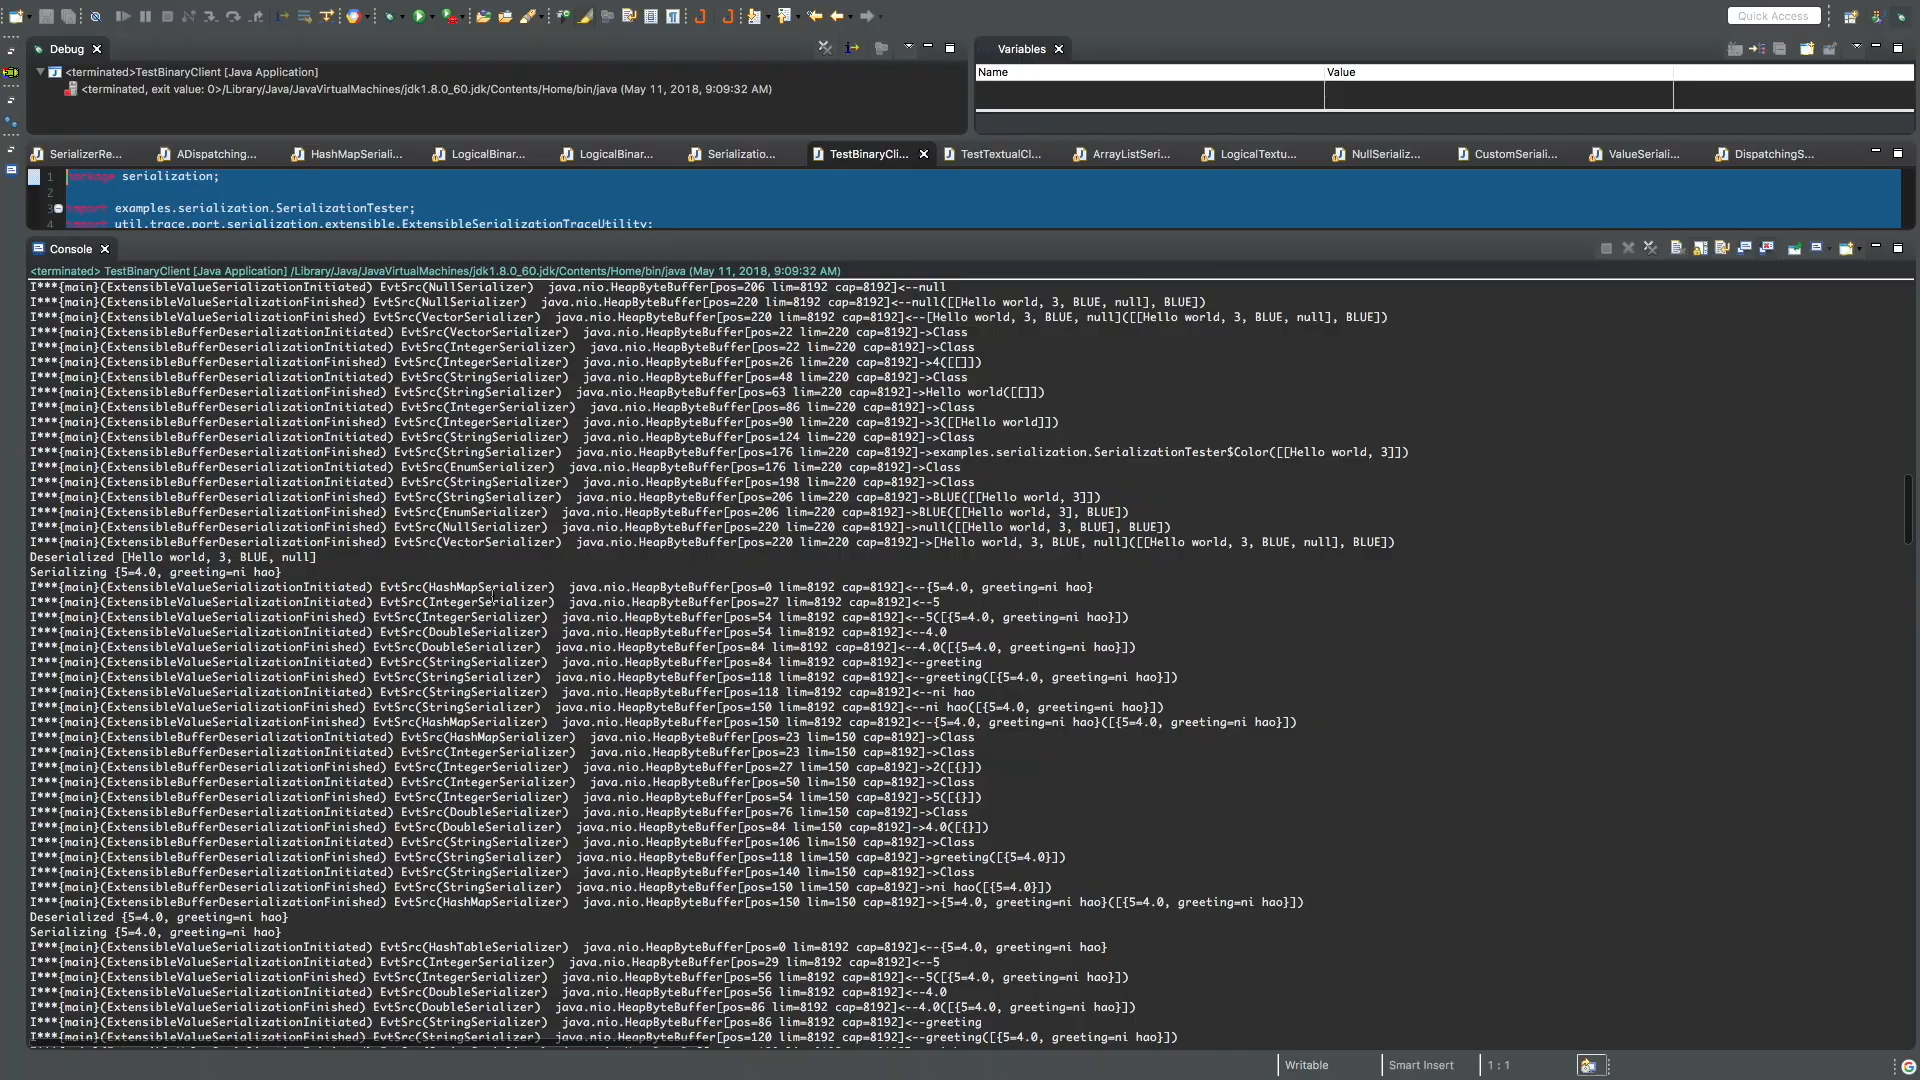 Quick Access
Debug
Variables
<terminated>TestBinaryClient [Java Application]
<terminated, exit value: 0>/Library/Java/JavaVirtualMachines/jdk1.8.0_60.jdk/Contents/Home/bin/java (May 11, 2018, 9:09:32 AM)
Name Value
SerializerRe... ADispatching... HashMapSeriali... LogicalBinar... LogicalBinar... Serializatio... TestBinaryCli... TestTextualCl... ArrayListSeri... LogicalTextu... NullSerializ... CustomSeriali... ValueSeriali... DispatchingS...
1 package serialization;
2
3 import examples.serialization.SerializationTester;
4 import util.trace.port.serialization.extensible.ExtensibleSerializationTraceUtility;
Console
<terminated> TestBinaryClient [Java Application] /Library/Java/JavaVirtualMachines/jdk1.8.0_60.jdk/Contents/Home/bin/java (May 11, 2018, 9:09:32 AM)
I***{main}(ExtensibleValueSerializationInitiated) EvtSrc(NullSerializer)  java.nio.HeapByteBuffer[pos=206 lim=8192 cap=8192]<--null
I***{main}(ExtensibleValueSerializationFinished) EvtSrc(NullSerializer)  java.nio.HeapByteBuffer[pos=220 lim=8192 cap=8192]<--null([[Hello world, 3, BLUE, null], BLUE])
I***{main}(ExtensibleValueSerializationFinished) EvtSrc(VectorSerializer)  java.nio.HeapByteBuffer[pos=220 lim=8192 cap=8192]<--[Hello world, 3, BLUE, null]([[Hello world, 3, BLUE, null], BLUE])
I***{main}(ExtensibleBufferDeserializationInitiated) EvtSrc(VectorSerializer)  java.nio.HeapByteBuffer[pos=22 lim=220 cap=8192]->Class
I***{main}(ExtensibleBufferDeserializationInitiated) EvtSrc(IntegerSerializer)  java.nio.HeapByteBuffer[pos=22 lim=220 cap=8192]->Class
I***{main}(ExtensibleBufferDeserializationFinished) EvtSrc(IntegerSerializer)  java.nio.HeapByteBuffer[pos=26 lim=220 cap=8192]->4([[]])
I***{main}(ExtensibleBufferDeserializationInitiated) EvtSrc(StringSerializer)  java.nio.HeapByteBuffer[pos=48 lim=220 cap=8192]->Class
I***{main}(ExtensibleBufferDeserializationFinished) EvtSrc(StringSerializer)  java.nio.HeapByteBuffer[pos=63 lim=220 cap=8192]->Hello world([[]])
I***{main}(ExtensibleBufferDeserializationInitiated) EvtSrc(IntegerSerializer)  java.nio.HeapByteBuffer[pos=86 lim=220 cap=8192]->Class
I***{main}(ExtensibleBufferDeserializationFinished) EvtSrc(IntegerSerializer)  java.nio.HeapByteBuffer[pos=90 lim=220 cap=8192]->3([[Hello world]])
I***{main}(ExtensibleBufferDeserializationInitiated) EvtSrc(StringSerializer)  java.nio.HeapByteBuffer[pos=124 lim=220 cap=8192]->Class
I***{main}(ExtensibleBufferDeserializationFinished) EvtSrc(StringSerializer)  java.nio.HeapByteBuffer[pos=176 lim=220 cap=8192]->examples.serialization.SerializationTester$Color([[Hello world, 3]])
I***{main}(ExtensibleBufferDeserializationInitiated) EvtSrc(EnumSerializer)  java.nio.HeapByteBuffer[pos=176 lim=220 cap=8192]->Class
I***{main}(ExtensibleBufferDeserializationInitiated) EvtSrc(StringSerializer)  java.nio.HeapByteBuffer[pos=198 lim=220 cap=8192]->Class
I***{main}(ExtensibleBufferDeserializationFinished) EvtSrc(StringSerializer)  java.nio.HeapByteBuffer[pos=206 lim=220 cap=8192]->BLUE([[Hello world, 3]])
I***{main}(ExtensibleBufferDeserializationFinished) EvtSrc(EnumSerializer)  java.nio.HeapByteBuffer[pos=206 lim=220 cap=8192]->BLUE([[Hello world, 3], BLUE])
I***{main}(ExtensibleBufferDeserializationFinished) EvtSrc(NullSerializer)  java.nio.HeapByteBuffer[pos=220 lim=220 cap=8192]->null([[Hello world, 3, BLUE], BLUE])
I***{main}(ExtensibleBufferDeserializationFinished) EvtSrc(VectorSerializer)  java.nio.HeapByteBuffer[pos=220 lim=220 cap=8192]->[Hello world, 3, BLUE, null]([[Hello world, 3, BLUE, null], BLUE])
Deserialized [Hello world, 3, BLUE, null]
Serializing {5=4.0, greeting=ni hao}
I***{main}(ExtensibleValueSerializationInitiated) EvtSrc(HashMapSerializer)  java.nio.HeapByteBuffer[pos=0 lim=8192 cap=8192]<--{5=4.0, greeting=ni hao}
I***{main}(ExtensibleValueSerializationInitiated) EvtSrc(IntegerSerializer)  java.nio.HeapByteBuffer[pos=27 lim=8192 cap=8192]<--5
I***{main}(ExtensibleValueSerializationFinished) EvtSrc(IntegerSerializer)  java.nio.HeapByteBuffer[pos=54 lim=8192 cap=8192]<--5([{5=4.0, greeting=ni hao}])
I***{main}(ExtensibleValueSerializationInitiated) EvtSrc(DoubleSerializer)  java.nio.HeapByteBuffer[pos=54 lim=8192 cap=8192]<--4.0
I***{main}(ExtensibleValueSerializationFinished) EvtSrc(DoubleSerializer)  java.nio.HeapByteBuffer[pos=84 lim=8192 cap=8192]<--4.0([{5=4.0, greeting=ni hao}])
I***{main}(ExtensibleValueSerializationInitiated) EvtSrc(StringSerializer)  java.nio.HeapByteBuffer[pos=84 lim=8192 cap=8192]<--greeting
I***{main}(ExtensibleValueSerializationFinished) EvtSrc(StringSerializer)  java.nio.HeapByteBuffer[pos=118 lim=8192 cap=8192]<--greeting([{5=4.0, greeting=ni hao}])
I***{main}(ExtensibleValueSerializationInitiated) EvtSrc(StringSerializer)  java.nio.HeapByteBuffer[pos=118 lim=8192 cap=8192]<--ni hao
I***{main}(ExtensibleValueSerializationFinished) EvtSrc(StringSerializer)  java.nio.HeapByteBuffer[pos=150 lim=8192 cap=8192]<--ni hao([{5=4.0, greeting=ni hao}])
I***{main}(ExtensibleValueSerializationFinished) EvtSrc(HashMapSerializer)  java.nio.HeapByteBuffer[pos=150 lim=8192 cap=8192]<--{5=4.0, greeting=ni hao}([{5=4.0, greeting=ni hao}])
I***{main}(ExtensibleBufferDeserializationInitiated) EvtSrc(HashMapSerializer)  java.nio.HeapByteBuffer[pos=23 lim=150 cap=8192]->Class
I***{main}(ExtensibleBufferDeserializationInitiated) EvtSrc(IntegerSerializer)  java.nio.HeapByteBuffer[pos=23 lim=150 cap=8192]->Class
I***{main}(ExtensibleBufferDeserializationFinished) EvtSrc(IntegerSerializer)  java.nio.HeapByteBuffer[pos=27 lim=150 cap=8192]->2([{}])
I***{main}(ExtensibleBufferDeserializationInitiated) EvtSrc(IntegerSerializer)  java.nio.HeapByteBuffer[pos=50 lim=150 cap=8192]->Class
I***{main}(ExtensibleBufferDeserializationFinished) EvtSrc(IntegerSerializer)  java.nio.HeapByteBuffer[pos=54 lim=150 cap=8192]->5([{}])
I***{main}(ExtensibleBufferDeserializationInitiated) EvtSrc(DoubleSerializer)  java.nio.HeapByteBuffer[pos=76 lim=150 cap=8192]->Class
I***{main}(ExtensibleBufferDeserializationFinished) EvtSrc(DoubleSerializer)  java.nio.HeapByteBuffer[pos=84 lim=150 cap=8192]->4.0([{}])
I***{main}(ExtensibleBufferDeserializationInitiated) EvtSrc(StringSerializer)  java.nio.HeapByteBuffer[pos=106 lim=150 cap=8192]->Class
I***{main}(ExtensibleBufferDeserializationFinished) EvtSrc(StringSerializer)  java.nio.HeapByteBuffer[pos=118 lim=150 cap=8192]->greeting([{5=4.0}])
I***{main}(ExtensibleBufferDeserializationInitiated) EvtSrc(StringSerializer)  java.nio.HeapByteBuffer[pos=140 lim=150 cap=8192]->Class
I***{main}(ExtensibleBufferDeserializationFinished) EvtSrc(StringSerializer)  java.nio.HeapByteBuffer[pos=150 lim=150 cap=8192]->ni hao([{5=4.0}])
I***{main}(ExtensibleBufferDeserializationFinished) EvtSrc(HashMapSerializer)  java.nio.HeapByteBuffer[pos=150 lim=150 cap=8192]->{5=4.0, greeting=ni hao}([{5=4.0, greeting=ni hao}])
Deserialized {5=4.0, greeting=ni hao}
Serializing {5=4.0, greeting=ni hao}
I***{main}(ExtensibleValueSerializationInitiated) EvtSrc(HashTableSerializer)  java.nio.HeapByteBuffer[pos=0 lim=8192 cap=8192]<--{5=4.0, greeting=ni hao}
I***{main}(ExtensibleValueSerializationInitiated) EvtSrc(IntegerSerializer)  java.nio.HeapByteBuffer[pos=29 lim=8192 cap=8192]<--5
I***{main}(ExtensibleValueSerializationFinished) EvtSrc(IntegerSerializer)  java.nio.HeapByteBuffer[pos=56 lim=8192 cap=8192]<--5([{5=4.0, greeting=ni hao}])
I***{main}(ExtensibleValueSerializationInitiated) EvtSrc(DoubleSerializer)  java.nio.HeapByteBuffer[pos=56 lim=8192 cap=8192]<--4.0
I***{main}(ExtensibleValueSerializationFinished) EvtSrc(DoubleSerializer)  java.nio.HeapByteBuffer[pos=86 lim=8192 cap=8192]<--4.0([{5=4.0, greeting=ni hao}])
I***{main}(ExtensibleValueSerializationInitiated) EvtSrc(StringSerializer)  java.nio.HeapByteBuffer[pos=86 lim=8192 cap=8192]<--greeting
I***{main}(ExtensibleValueSerializationFinished) EvtSrc(StringSerializer)  java.nio.HeapByteBuffer[pos=120 lim=8192 cap=8192]<--greeting([{5=4.0, greeting=ni hao}])
Writable Smart Insert 1 : 1